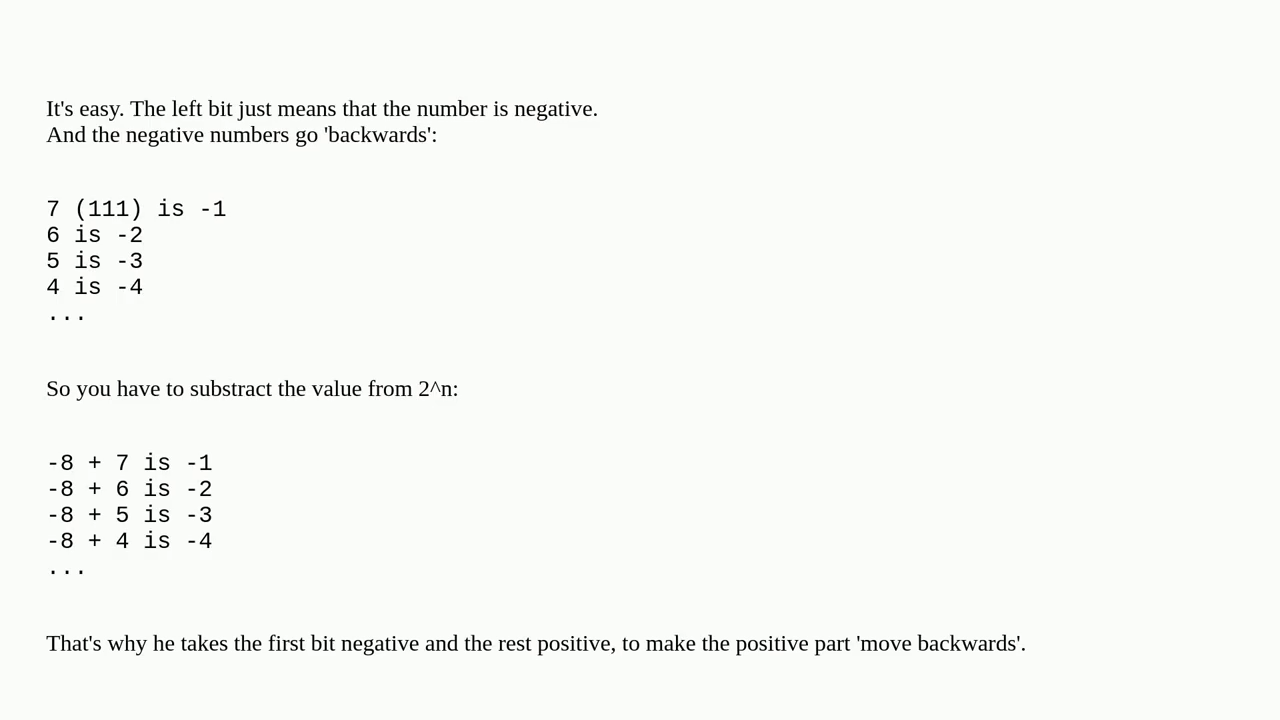 It's easy. The left bit just means that the number is negative.
And the negative numbers go 'backwards':
7 (111) is -1
6 is -2
5 is -3
4 is -4
...
So you have to substract the value from 2^n:
-8 + 7 is -1
-8 + 6 is -2
-8 + 5 is -3
-8 + 4 is -4
...
That's why he takes the first bit negative and the rest positive, to make the positive part 'move backwards'.